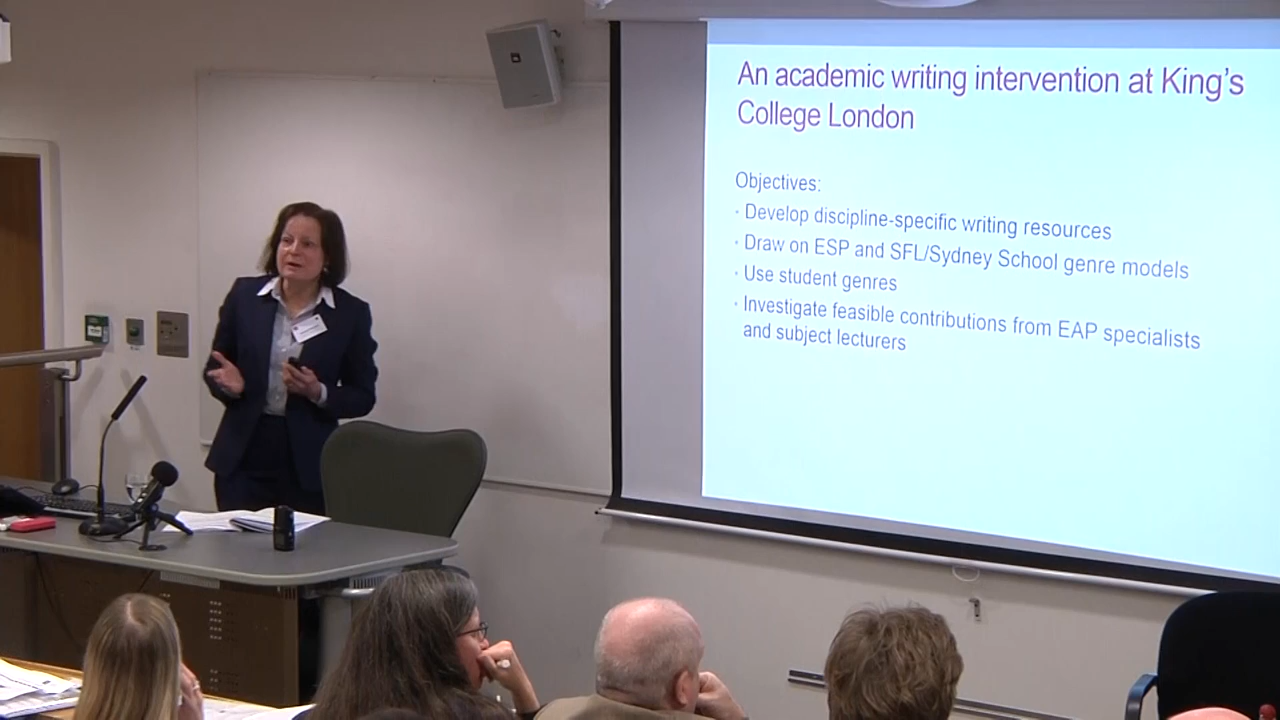 An academic writing intervention at King's
College London
Objectives:
· Develop discipline-specific writing resources
· Draw on ESP and SFL/Sydney School genre models
· Use student genres
· Investigate feasible contributions from EAP specialists
and subject lecturers